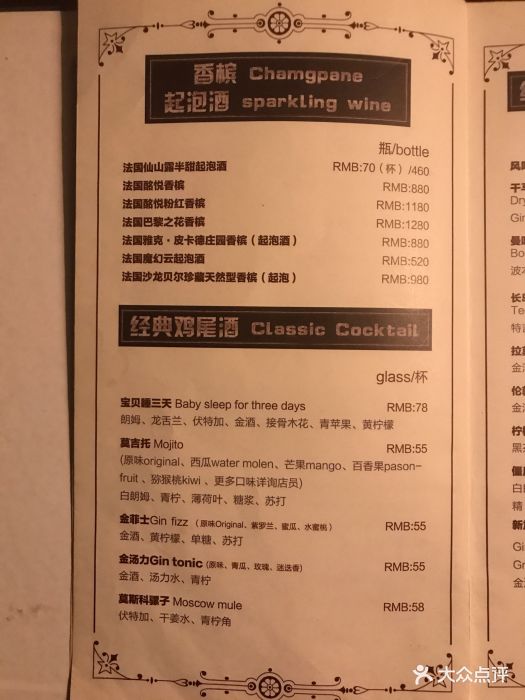 香槟 Chamgpane
起泡酒 sparkling wine
瓶/bottle
法国仙山露半甜起泡酒 RMB:70（杯）/460
法国酩悦香槟 RMB:880
法国酩悦粉红香槟 RMB:1180
法国巴黎之花香槟 RMB:1280
法国雅克·皮卡德庄园香槟（起泡酒） RMB:880
法国魔幻云起泡酒 RMB:520
法国沙龙贝尔珍藏天然型香槟（起泡） RMB:980
经典鸡尾酒 Classic Cocktail
glass/杯
宝贝睡三天 Baby sleep for three days RMB:78
朗姆、龙舌兰、伏特加、金酒、接骨木花、青苹果、黄柠檬
莫吉托 Mojito RMB:55
(原味original、西瓜water molen、芒果mango、百香果pason-
fruit 、猕猴桃kiwi 、更多口味详询店员)
白朗姆、青柠、薄荷叶、糖浆、苏打
金菲士Gin fizz （原味Original、紫罗兰、蜜瓜、水蜜桃） RMB:55
金酒、黄柠檬、单糖、苏打
金汤力Gin tonic (原味、青瓜、玫瑰、迷迭香) RMB:55
金酒、汤力水、青柠
莫斯科骡子 Moscow mule RMB:58
伏特加、干姜水、青柠角
大众点评